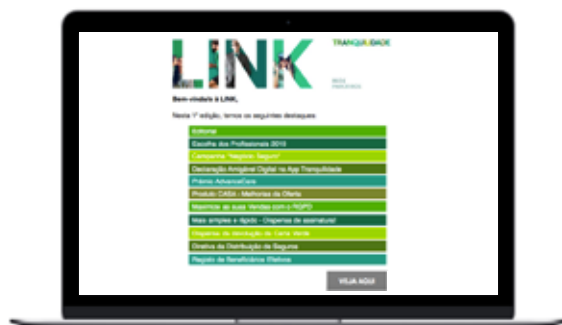 LINK
TRANQUILIDADE
Bem-vindo/a à LINK,
Nesta 1ª edição, temos os seguintes destaques:
Editorial
Escolha dos Profissionais 2019
Campanha "Negócio Seguro"
Declaração Amigável Digital na App Tranquilidade
Prémio AdvanceCare
Produto CASA - Melhorias da Oferta
Maximize as suas Vendas com o RGPD
Mais simples e rápido - Dispensa de assinatura!
Dispensa de devolução da Carta Verde
Diretiva da Distribuição de Seguros
Registo de Beneficiários Efetivos
VEJA AQUI